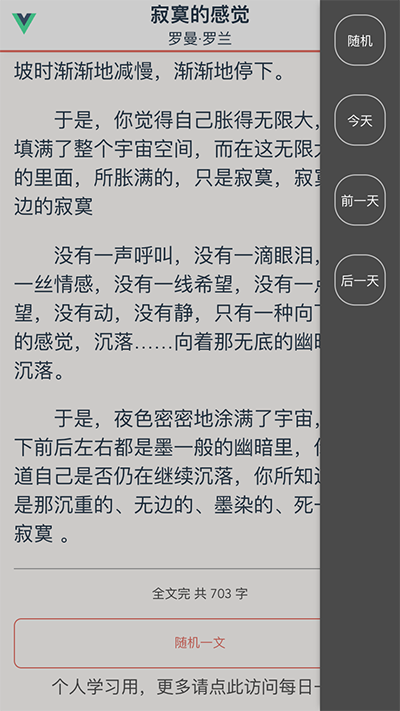 寂寞的感觉
罗曼·罗兰
坡时渐渐地减慢，渐渐地停下。
于是，你觉得自己胀得无限大，
填满了整个宇宙空间，而在这无限
的里面，所胀满的，只是寂寞，寂
边的寂寞
没有一声呼叫，没有一滴眼泪，
一丝情感，没有一线希望，没有一
望，没有动，没有静，只有一种向
的感觉，沉落……向着那无底的幽
沉落。
于是，夜色密密地涂满了宇宙，
下前后左右都是墨一般的幽暗里，
道自己是否仍在继续沉落，你所知
是那沉重的、无边的、墨染的、死
寂寞 。
全文完 共 703 字
随机一文
个人学习用，更多请点此访问每日
随机
今天
前一天
后一天